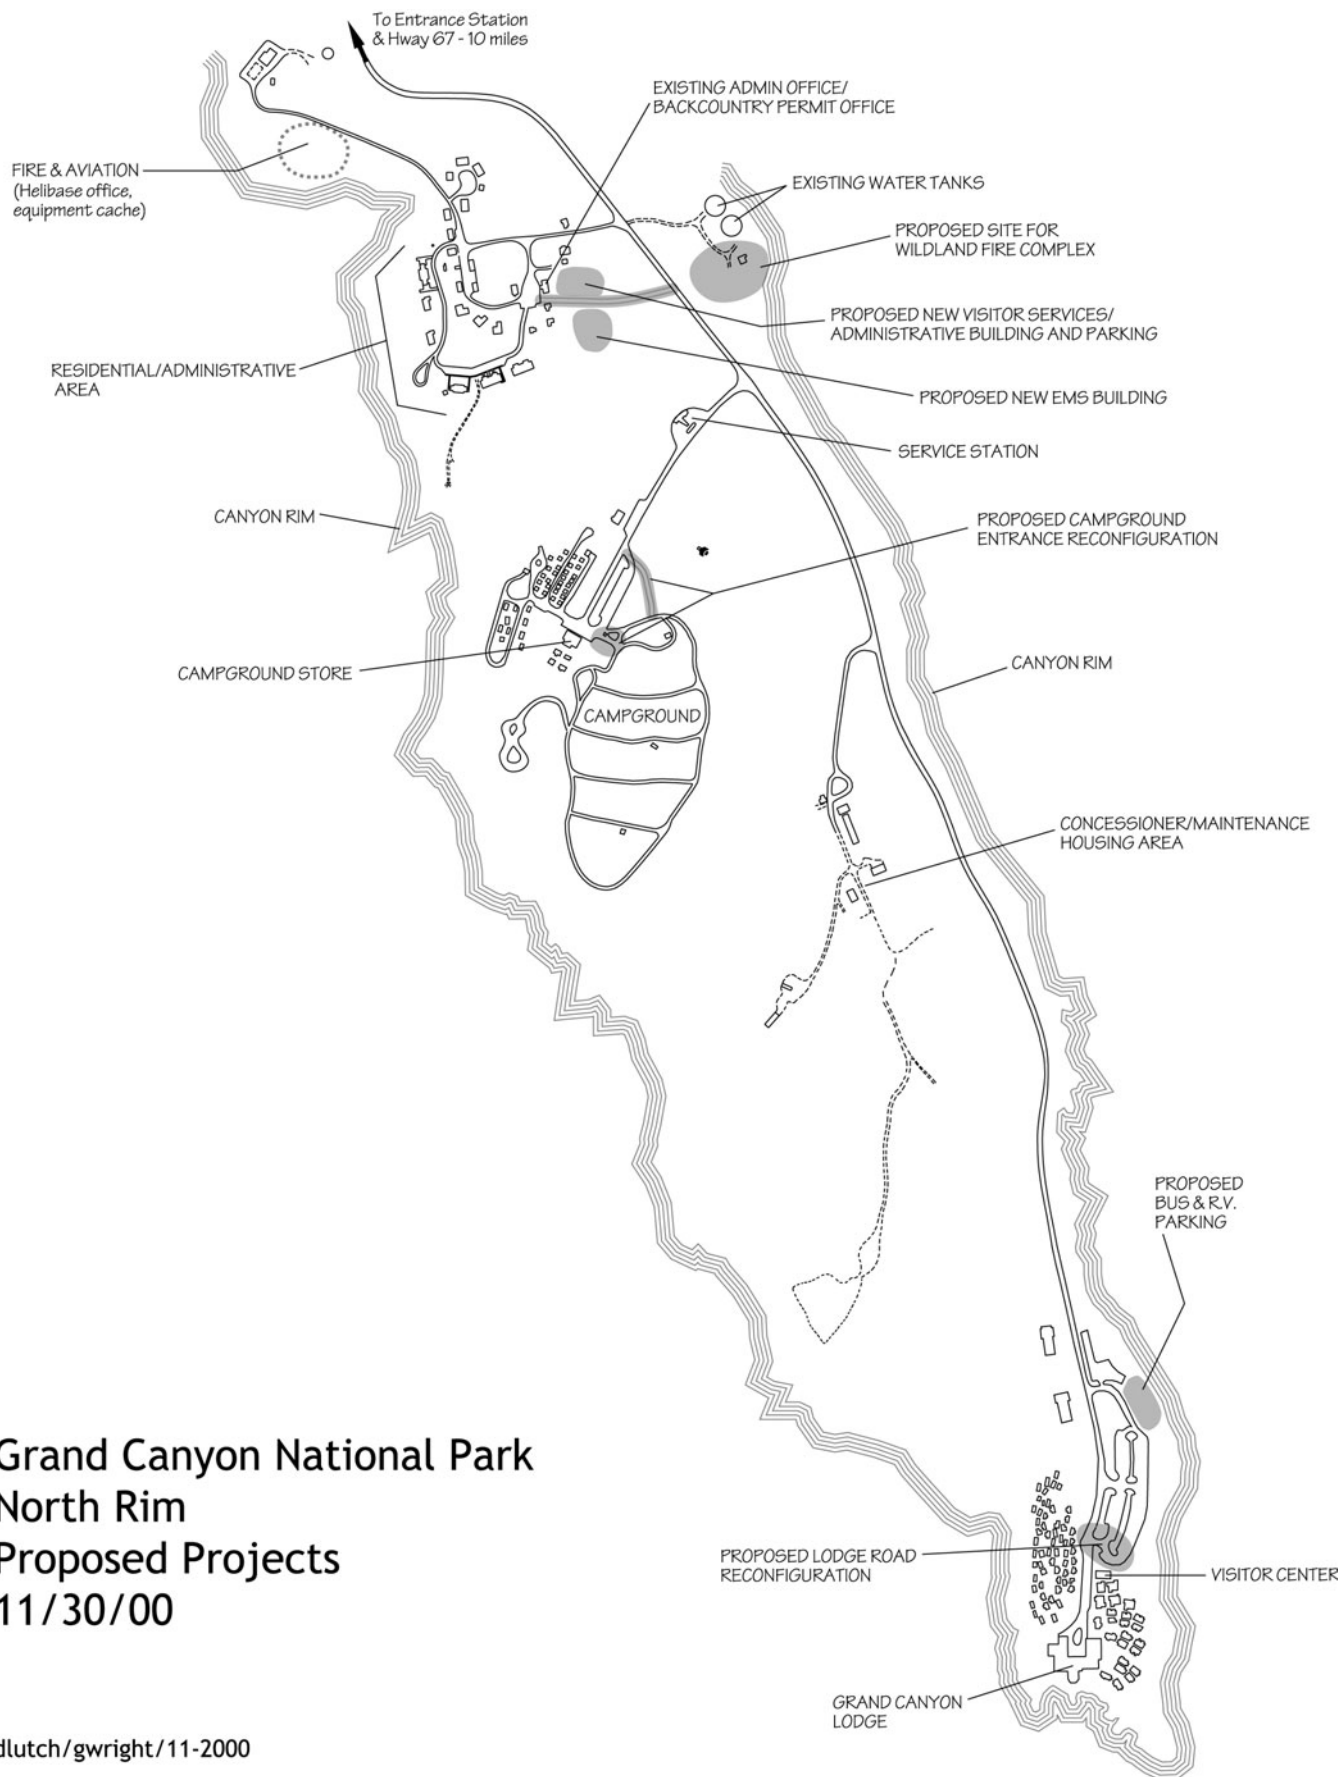 To Entrance Station
& Hway 67 - 10 miles
EXISTING ADMIN OFFICE/
BACKCOUNTRY PERMIT OFFICE
FIRE & AVIATION
(Helibase office,
equipment cache)
EXISTING WATER TANKS
PROPOSED SITE FOR
WILDLAND FIRE COMPLEX
PROPOSED NEW VISITOR SERVICES/
ADMINISTRATIVE BUILDING AND PARKING
RESIDENTIAL/ADMINISTRATIVE
AREA
PROPOSED NEW EMS BUILDING
SERVICE STATION
CANYON RIM
PROPOSED CAMPGROUND
ENTRANCE RECONFIGURATION
CAMPGROUND STORE
CANYON RIM
CAMPGROUND
CONCESSIONER/MAINTENANCE
HOUSING AREA
PROPOSED
BUS & R.V.
PARKING
Grand Canyon National Park
North Rim
Proposed Projects
11/30/00
PROPOSED LODGE ROAD
RECONFIGURATION
VISITOR CENTER
GRAND CANYON
LODGE
dlutch/gwright/11-2000